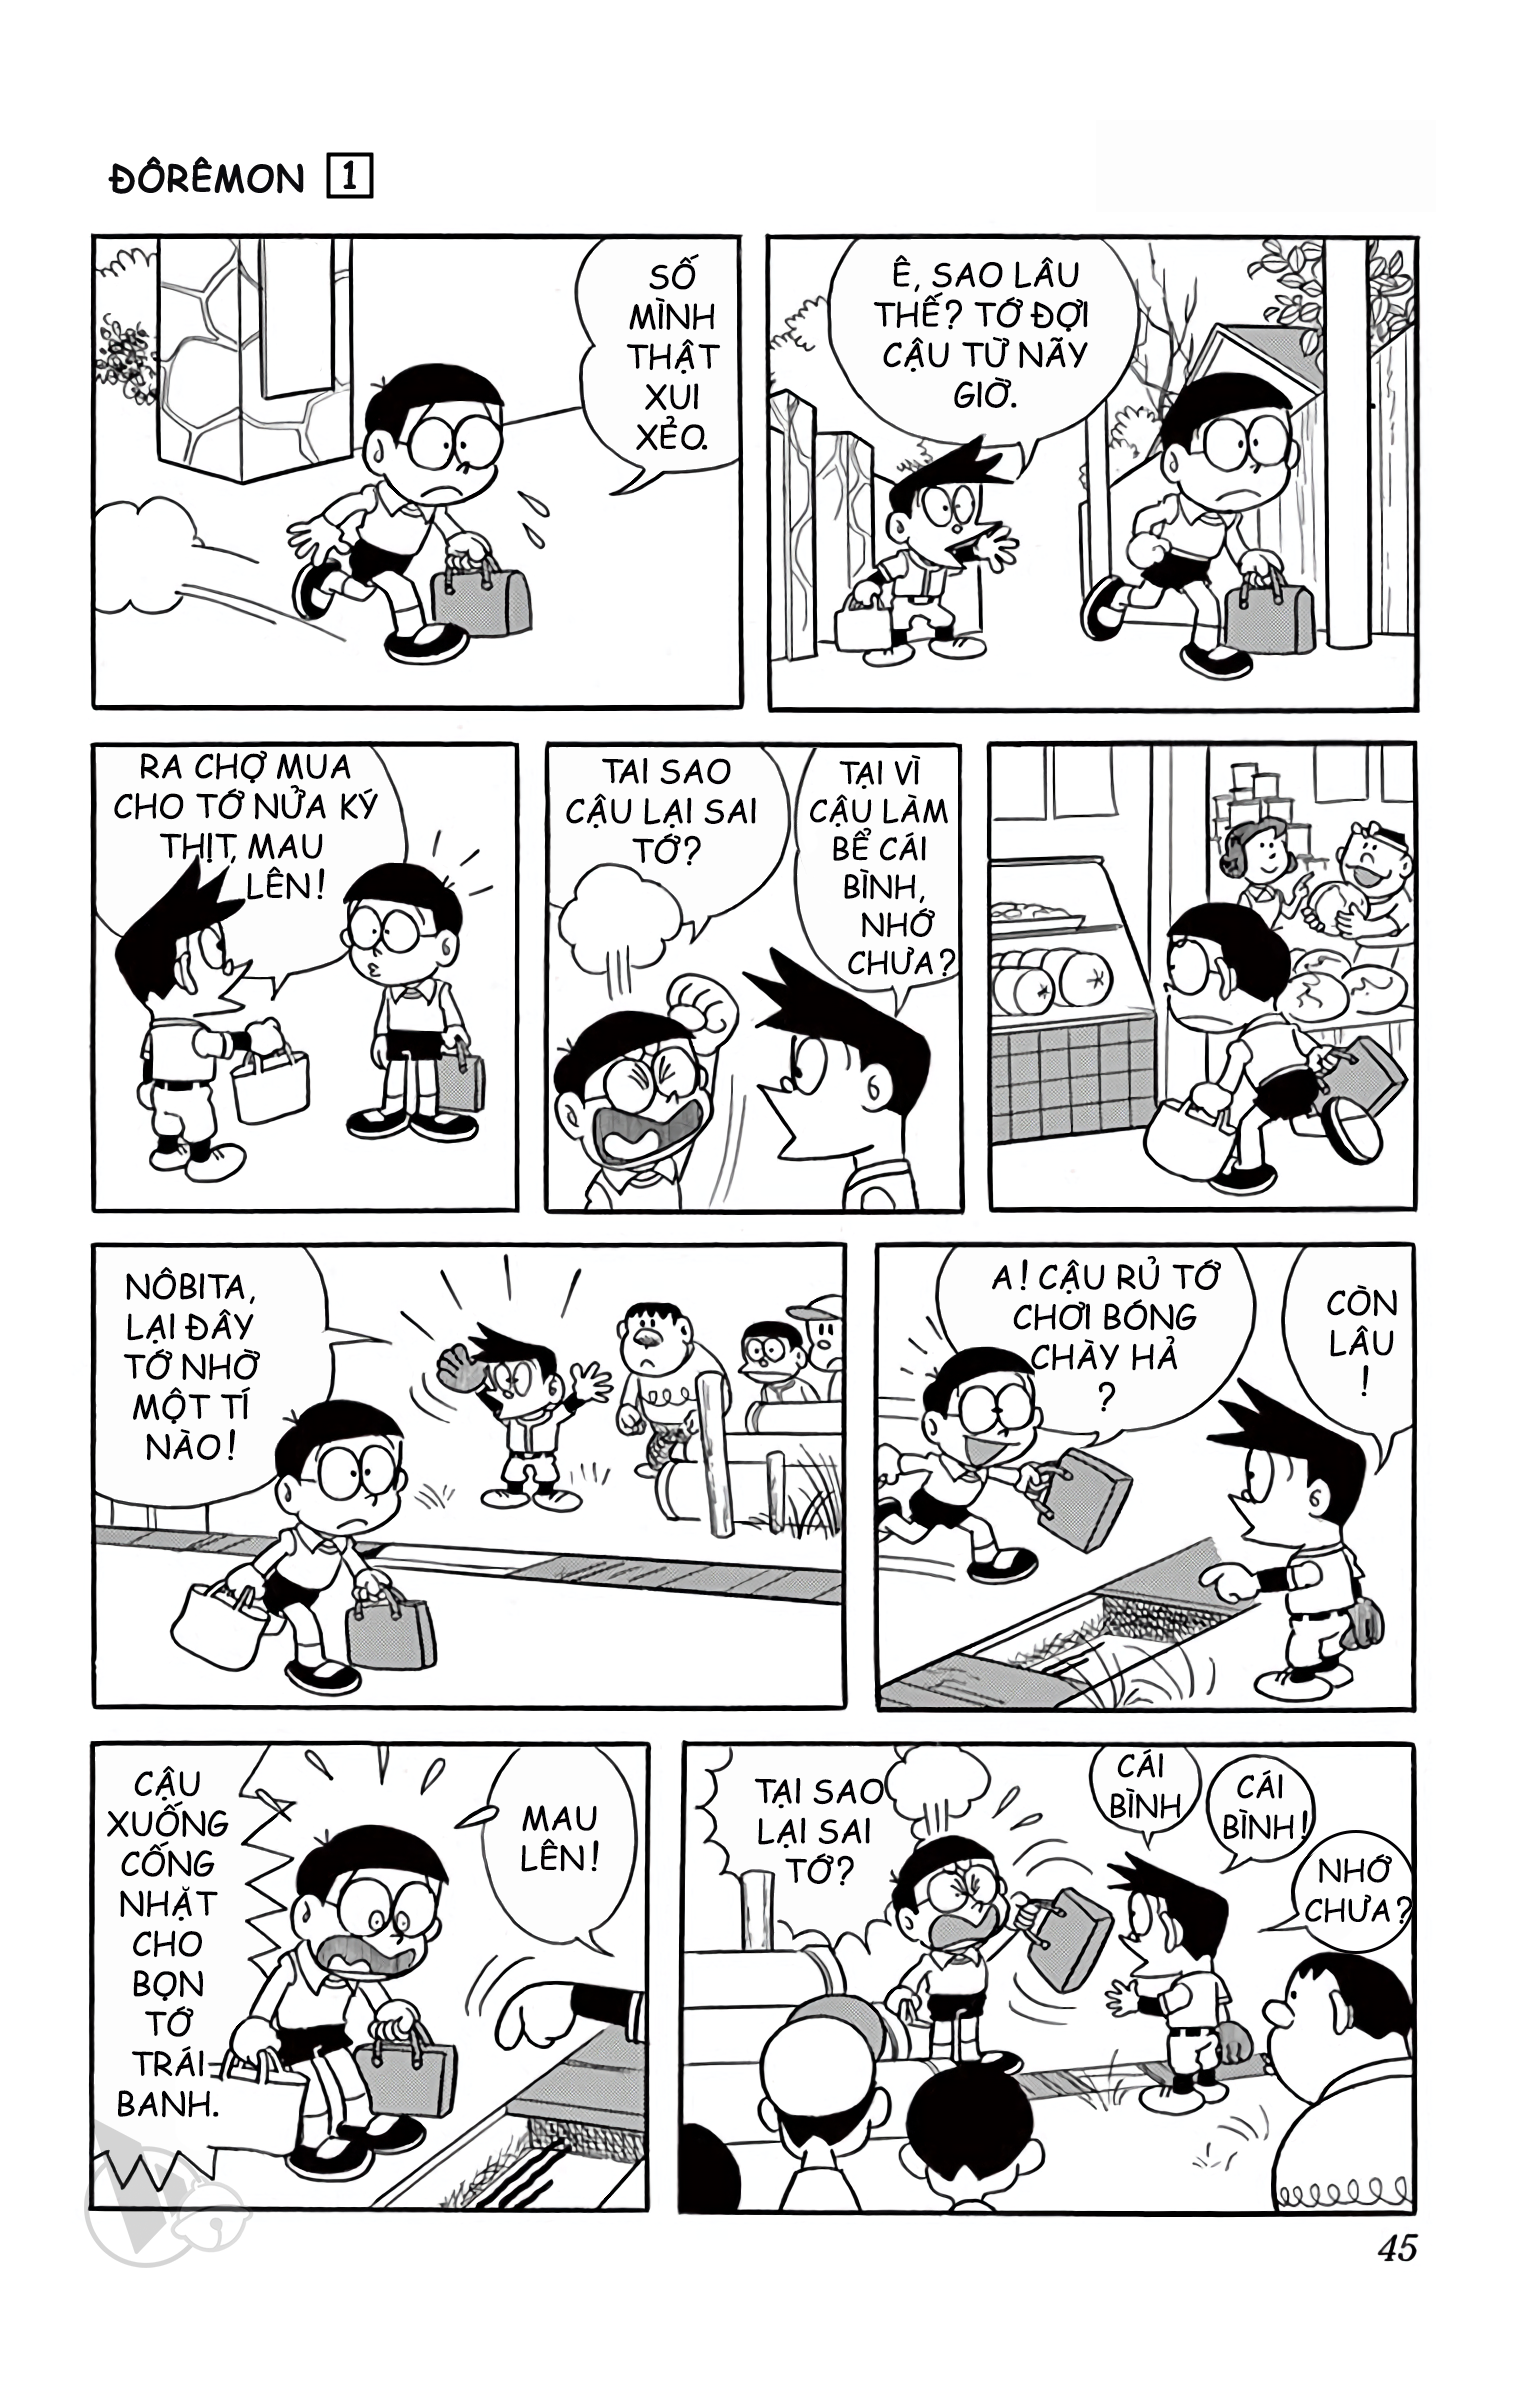 ĐÔRÊMON 1
SỐ
MÌNH
THẬT
XUI
XẺO.
Ê, SAO LÂU
THẾ? TỚ ĐỢI
CẬU TỪ NÃY
GIỜ.
RA CHỢ MUA
CHO TỚ NỬA KÝ
THỊT, MAU
LÊN!
TAI SAO
CẬU LẠI SAI
TỚ?
TẠI VÌ
CẬU LÀM
BỂ CÁI
BÌNH,
NHỚ
CHƯA?
NÔBITA,
LẠI ĐÂY
TỚ NHỜ
MỘT TÍ
NÀO!
A! CẬU RỦ TỚ
CHƠI BÓNG
CHÀY HẢ
?
CÒN
LÂU
!
CẬU
XUỐNG
CỐNG
NHẶT
CHO
BỌN
TỚ
TRÁI
BANH.
MAU
LÊN!
TẠI SAO
LẠI SAI
TỚ?
CÁI
BÌNH
CÁI
BÌNH!
NHỚ
CHƯA?
45